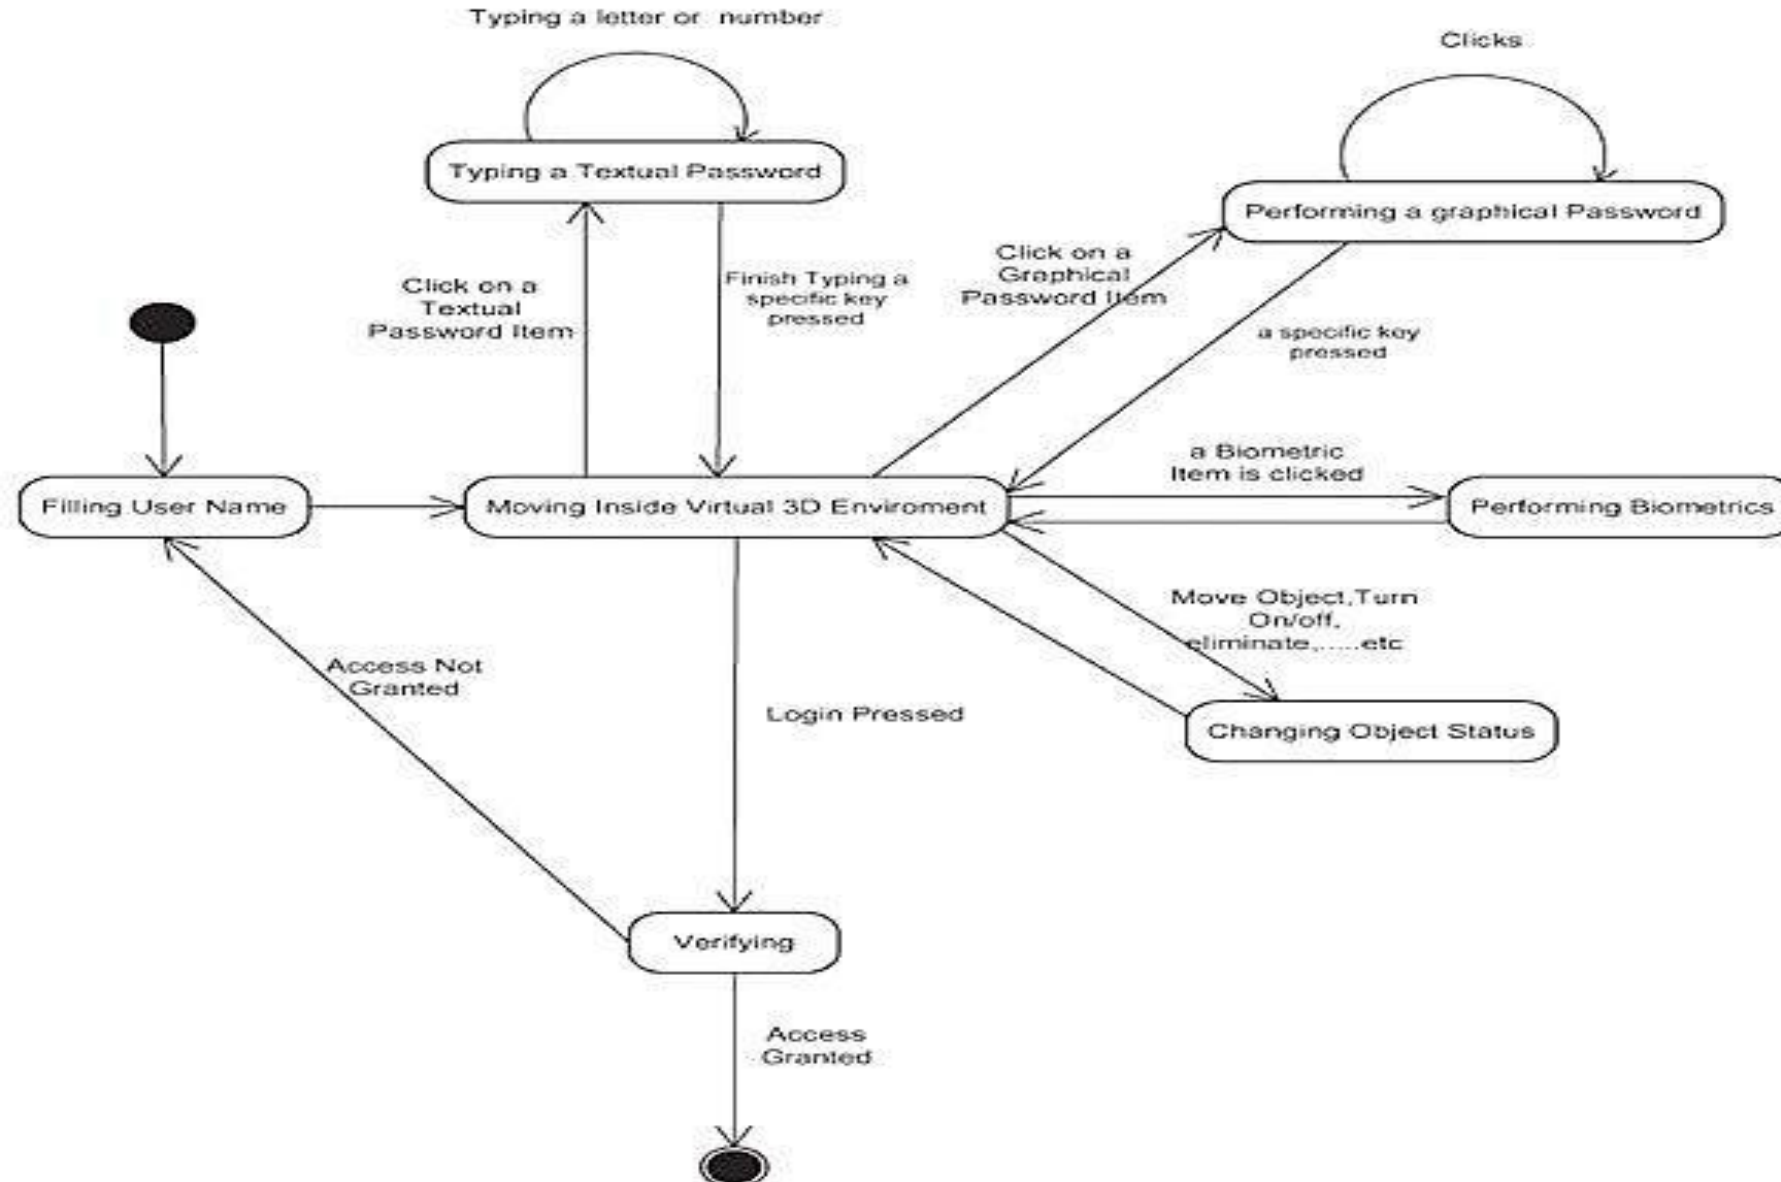 Typing a letter or number
Clicks
Typing a Textual Password
Performing a graphical Password
Click on a
Textual
Password Item
Finish Typing a
specific key
pressed
Click on a
Graphical
Password Item
a specific key
pressed
a Biometric
Item is clicked
Filling User Name
Moving Inside Virtual 3D Enviroment
Performing Biometrics
Move Object,Turn
On/off,
eliminate,.....etc
Access Not
Granted
Login Pressed
Changing Object Status
Verifying
Access
Granted